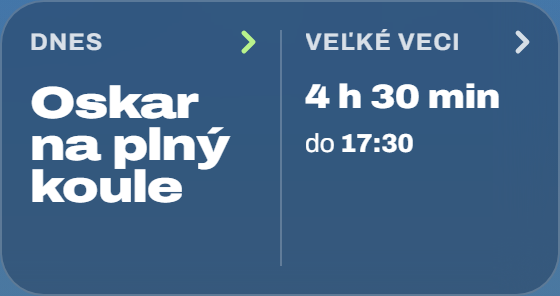 DNES
Oskar
na plný
koule
VEĽKÉ VECI
4 h 30 min
do 17:30